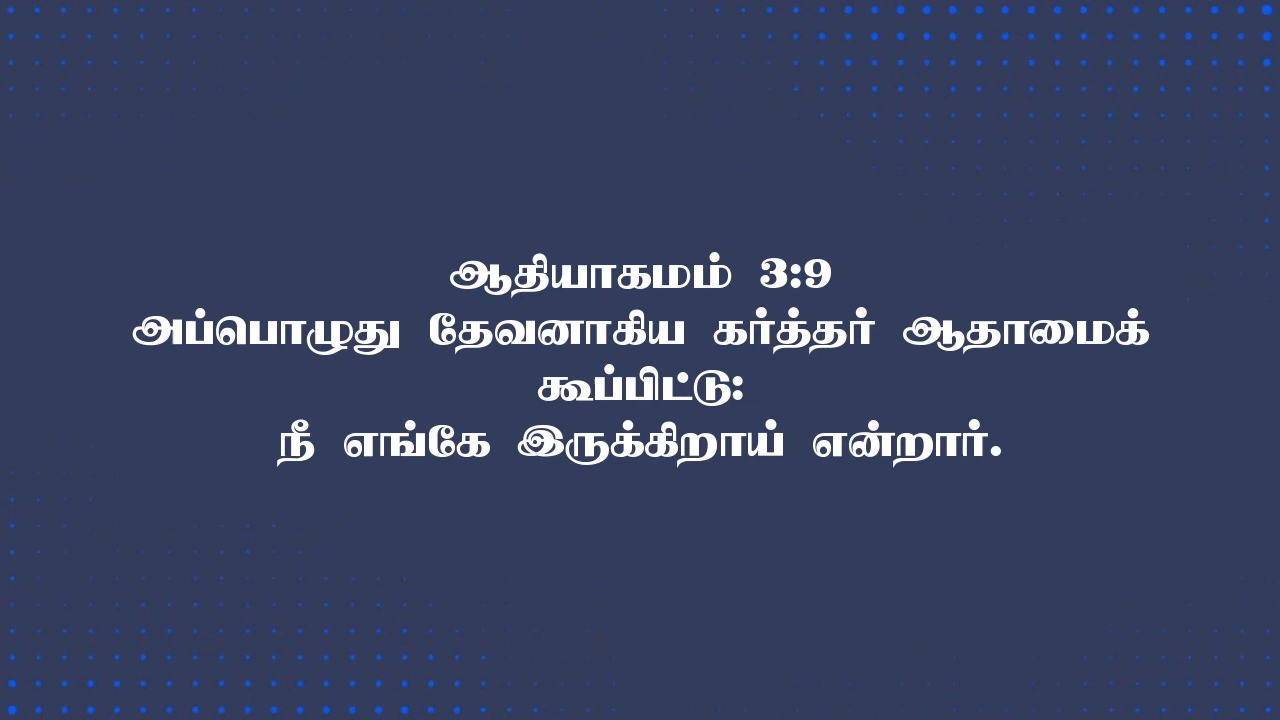 ஆதியாகமம் 3:9
அப்பொழுது தேவனாகிய கர்த்தர் ஆதாமைக்
கூப்பிட்டு:
நீ எங்கே இருக்கிறாய் என்றார்.